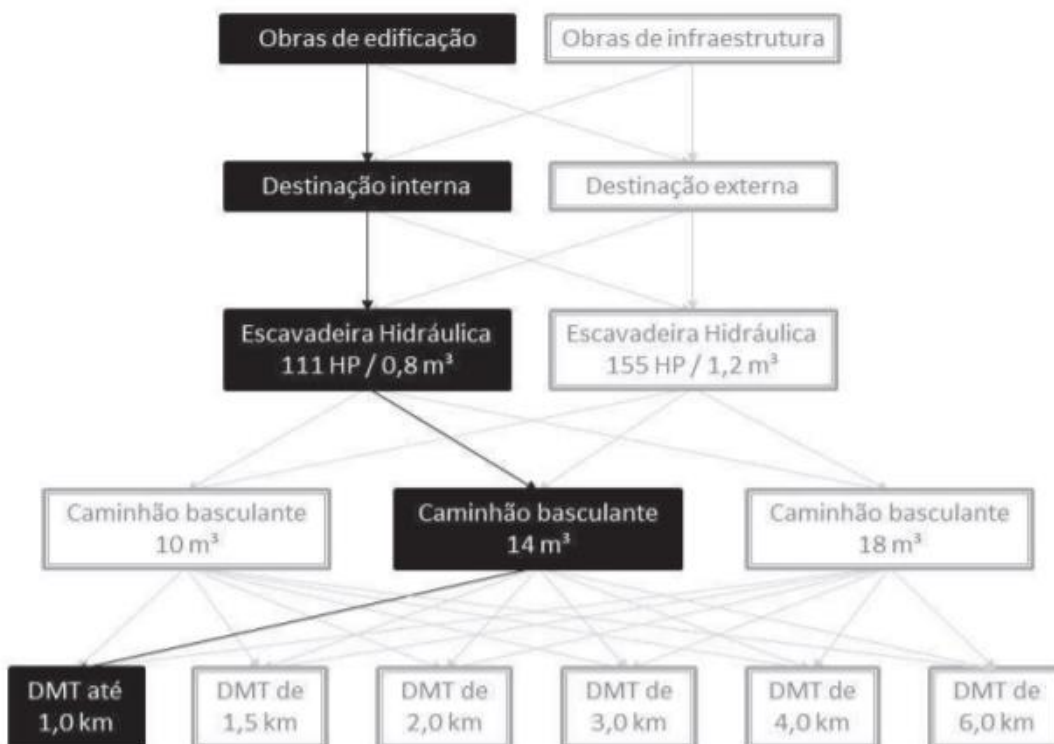 Obras de edificação
Obras de infraestrutura
Destinação interna
Destinação externa
Escavadeira Hidráulica
111 HP / 0,8 m³
Escavadeira Hidráulica
155 HP / 1,2 m³
Caminhão basculante
10 m³
Caminhão basculante
14 m³
Caminhão basculante
18 m³
DMT até
1,0 km
DMT de
1,5 km
DMT de
2,0 km
DMT de
3,0 km
DMT de
4,0 km
DMT de
6,0 km